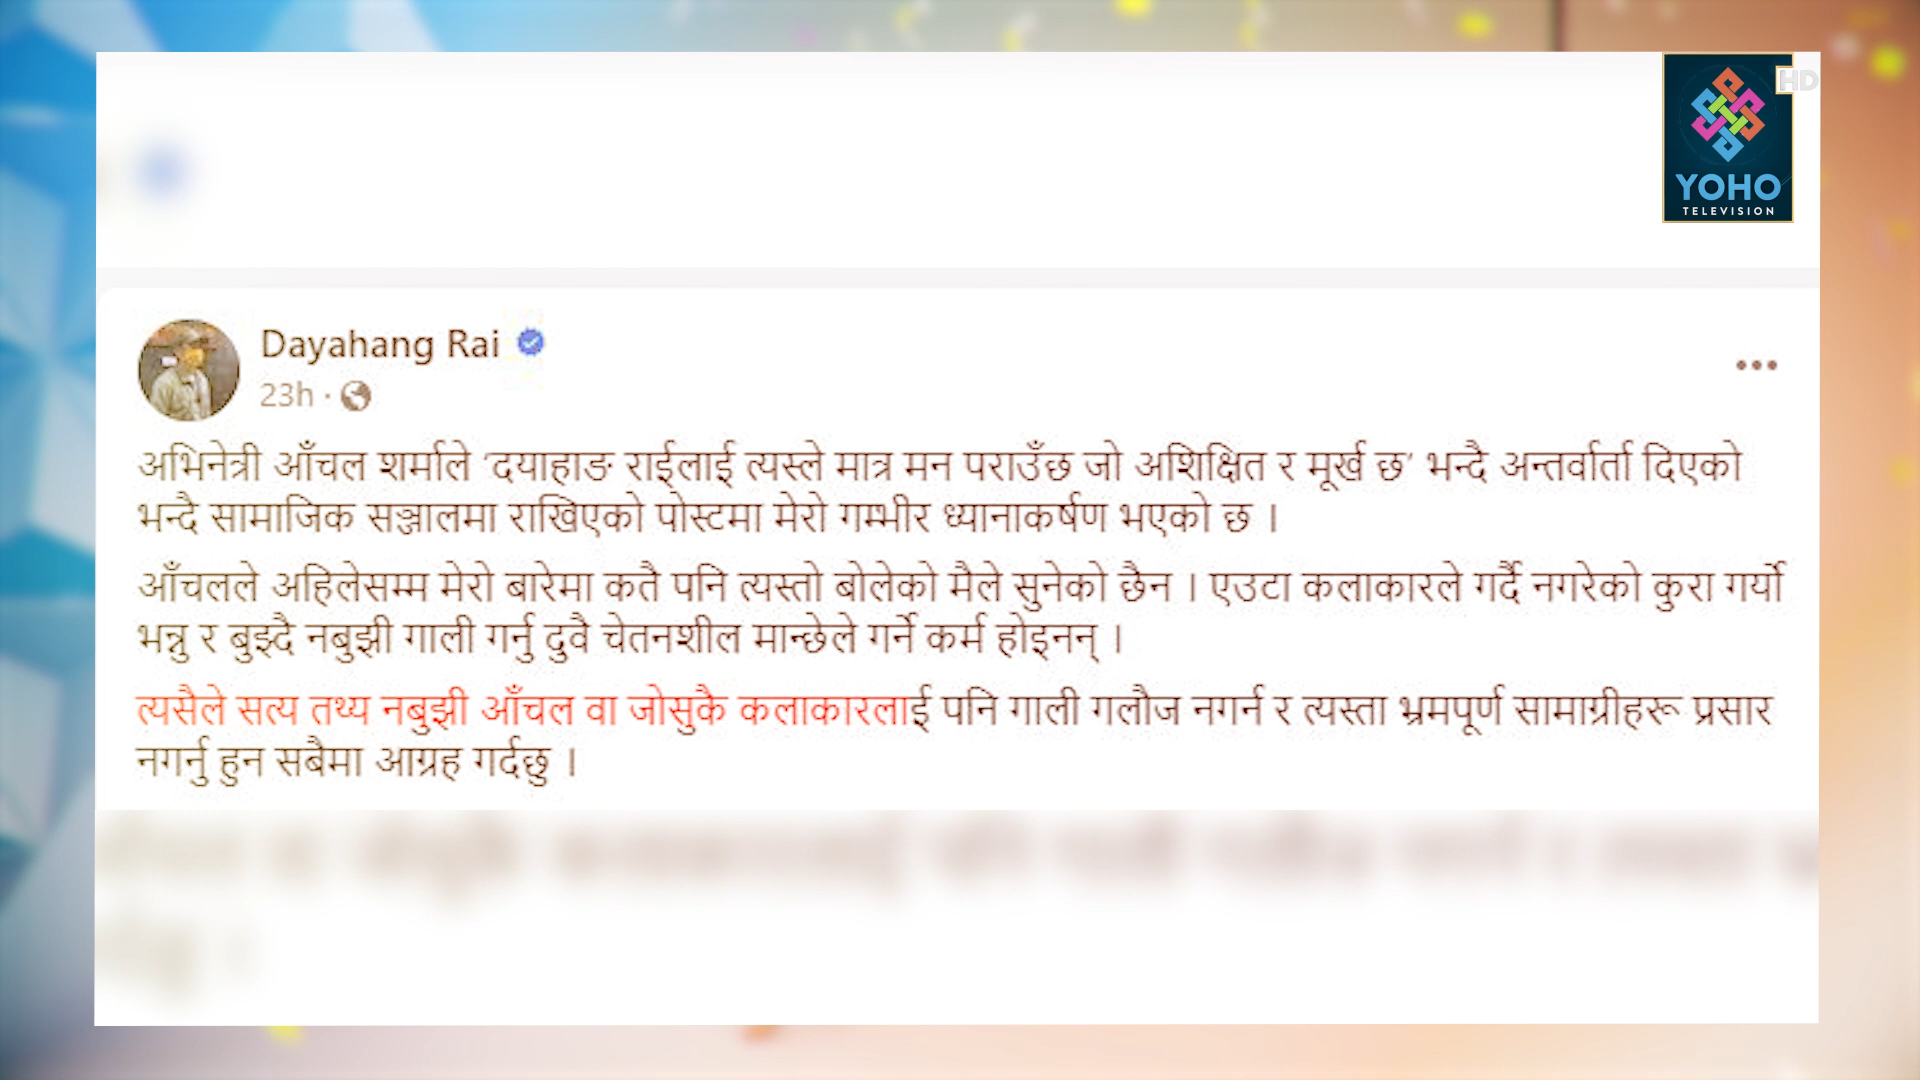 HD
YOHO
TELEVISION
Dayahang Rai
23h ·
अभिनेत्री आँचल शर्माले ‘दयाहाङ राईलाई त्यस्ले मात्र मन पराउँछ जो अशिक्षित र मूर्ख छ’ भन्दै अन्तर्वार्ता दिएको
भन्दै सामाजिक सञ्जालमा राखिएको पोस्टमा मेरो गम्भीर ध्यानाकर्षण भएको छ ।
आँचलले अहिलेसम्म मेरो बारेमा कतै पनि त्यस्तो बोलेको मैले सुनेको छैन । एउटा कलाकारले गर्दै नगरेको कुरा गर्यो
भन्नु र बुझ्दै नबुझी गाली गर्नु दुवै चेतनशील मान्छेले गर्ने कर्म होइनन् ।
त्यसैले सत्य तथ्य नबुझी आँचल वा जोसुकै कलाकारलाई पनि गाली गलौज नगर्न र त्यस्ता भ्रमपूर्ण सामाग्रीहरू प्रसार
नगर्नु हुन सबैमा आग्रह गर्दछु ।